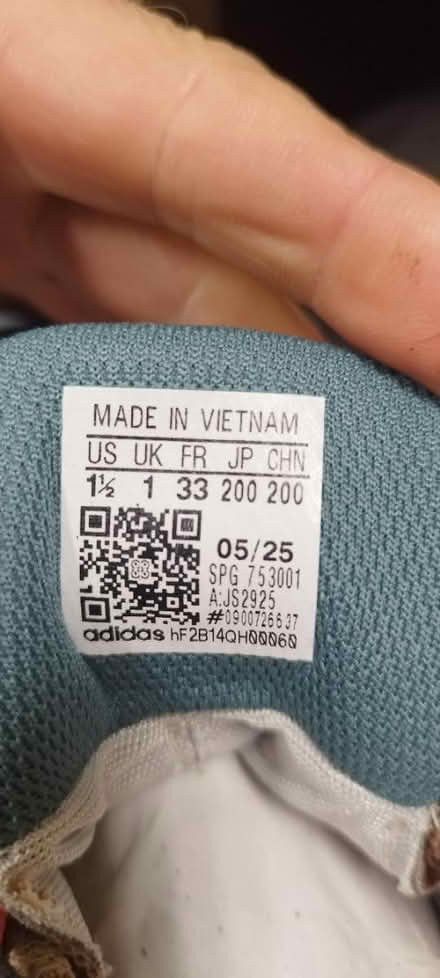 MADE IN VIETNAM
US UK FR JP CHN
1½ 1 33 200 200
05/25
SPG 753001
A:JS2925
#0900726637
adidas hF2B14QH00060